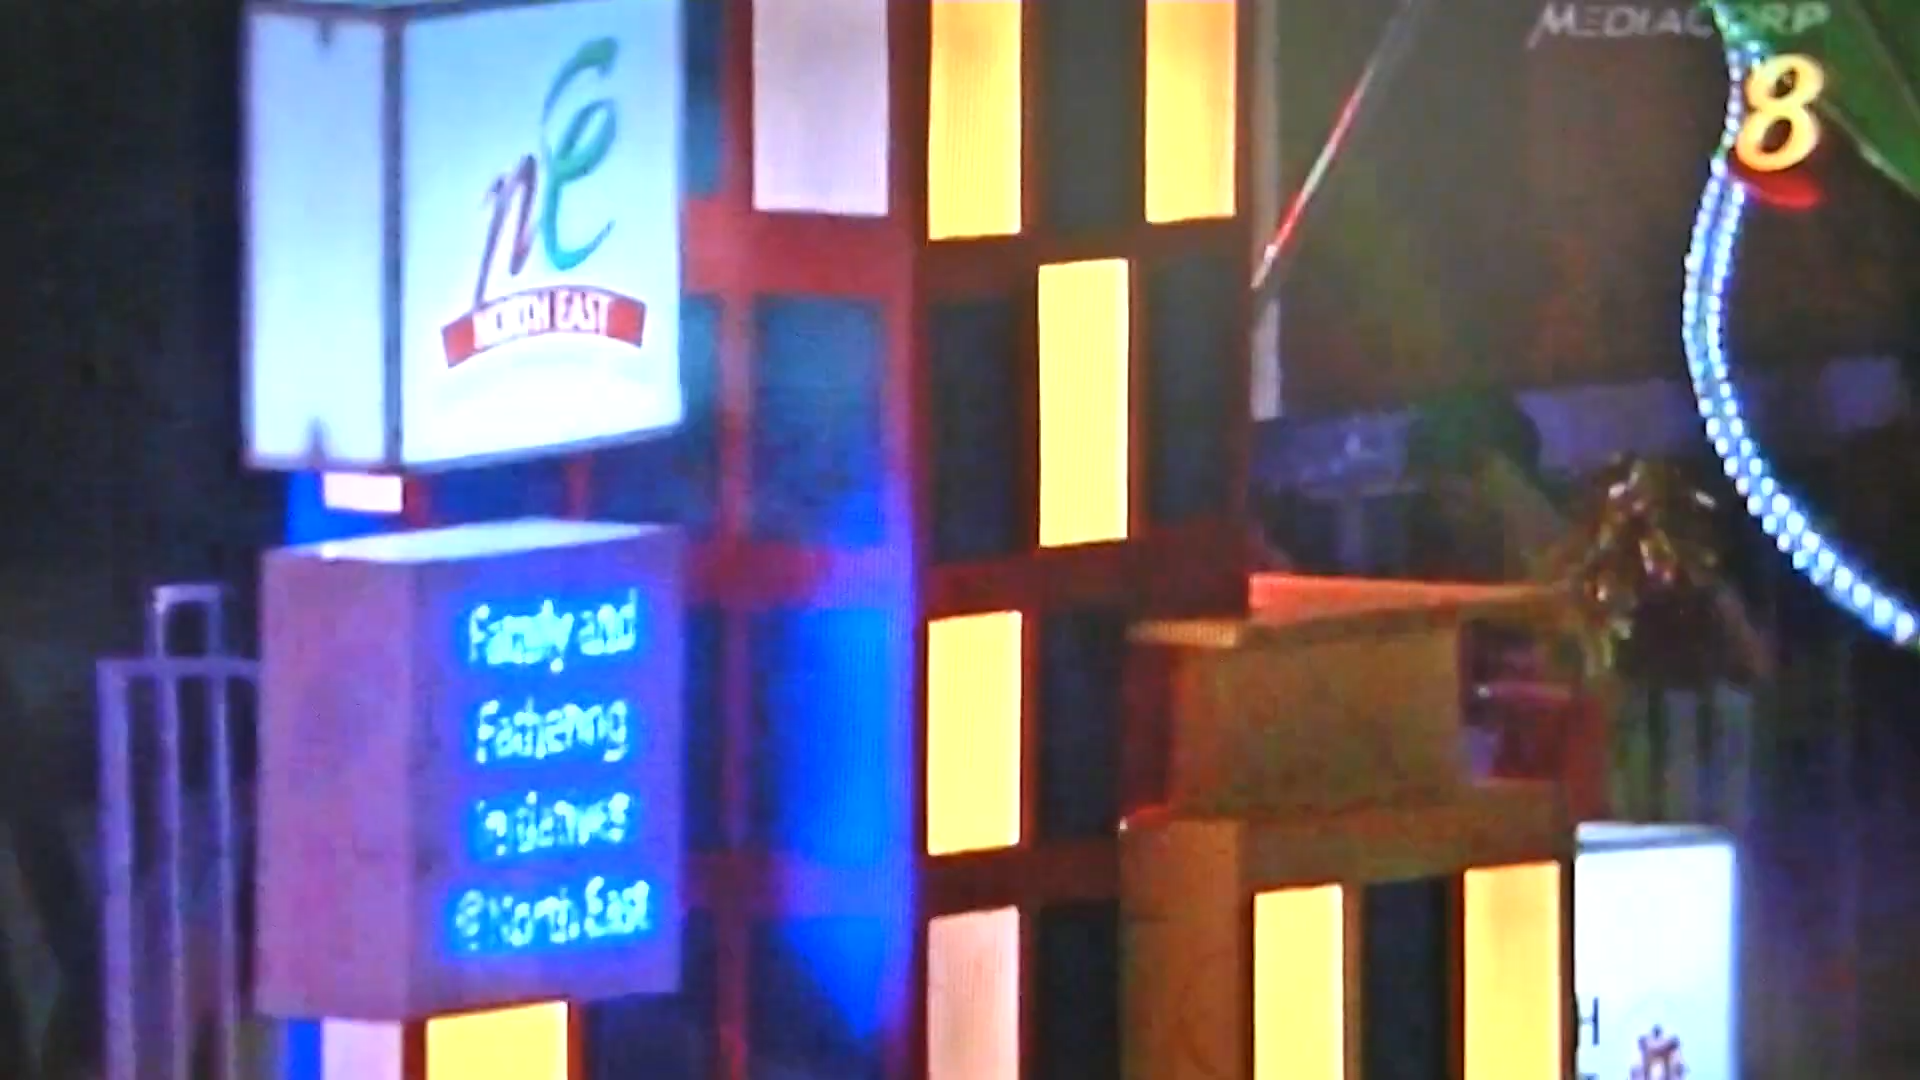 MEDIACORP
8
ne
NORTH EAST
Family and
Fathering
Initiatives
@North East
H